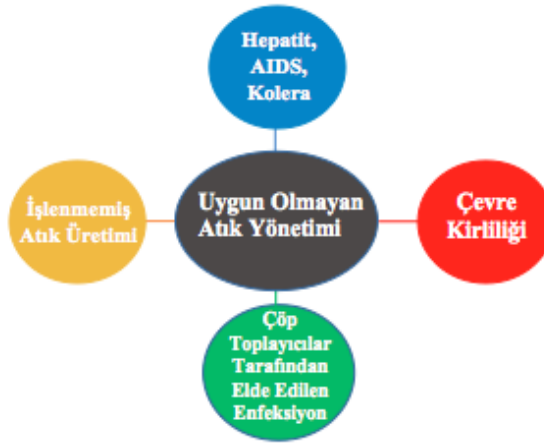 Hepatit,
AIDS,
Kolera
İşlenmemiş
Atık Üretimi
Uygun Olmayan
Atık Yönetimi
Çevre
Kirliliği
Çöp
Toplayıcılar
Tarafından
Elde Edilen
Enfeksiyon